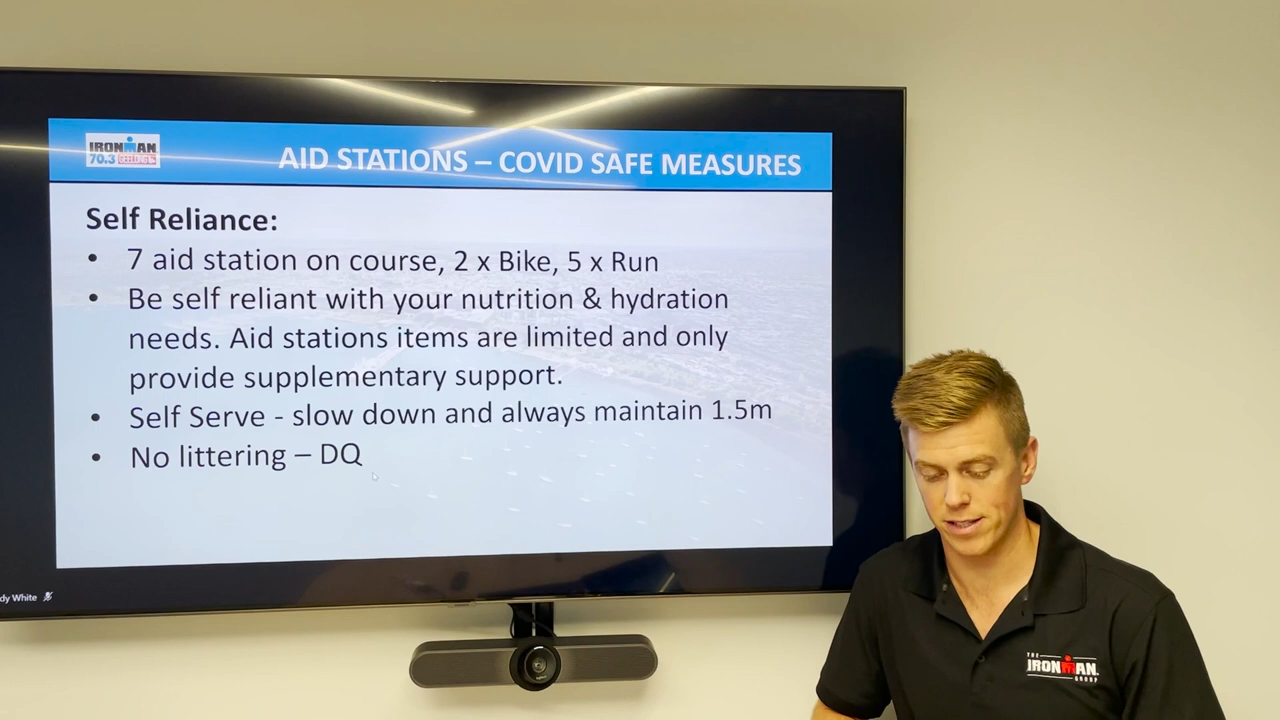 IRONMAN
70.3 GEELONG
AID STATIONS – COVID SAFE MEASURES
Self Reliance:
• 7 aid station on course, 2 x Bike, 5 x Run
• Be self reliant with your nutrition & hydration
needs. Aid stations items are limited and only
provide supplementary support.
• Self Serve - slow down and always maintain 1.5m
• No littering – DQ
dy White
THE
IRONMAN
GROUP